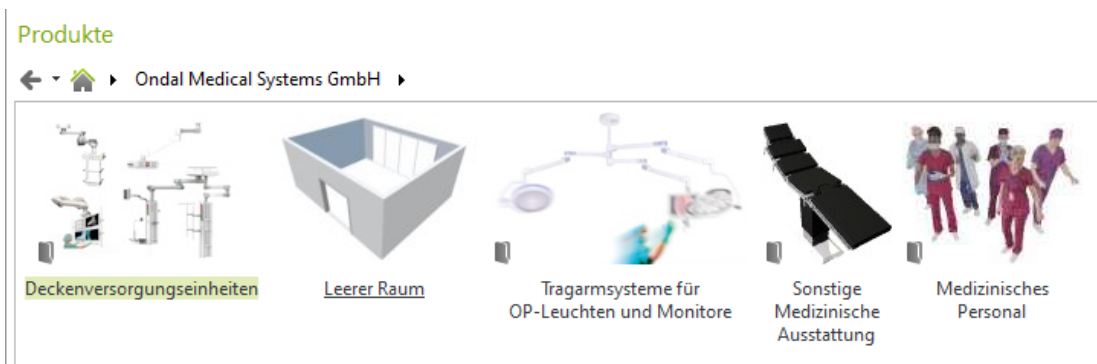 Produkte
Ondal Medical Systems GmbH
Deckenversorgungseinheiten
Leerer Raum
Tragarmsysteme für
OP-Leuchten und Monitore
Sonstige
Medizinische
Ausstattung
Medizinisches
Personal